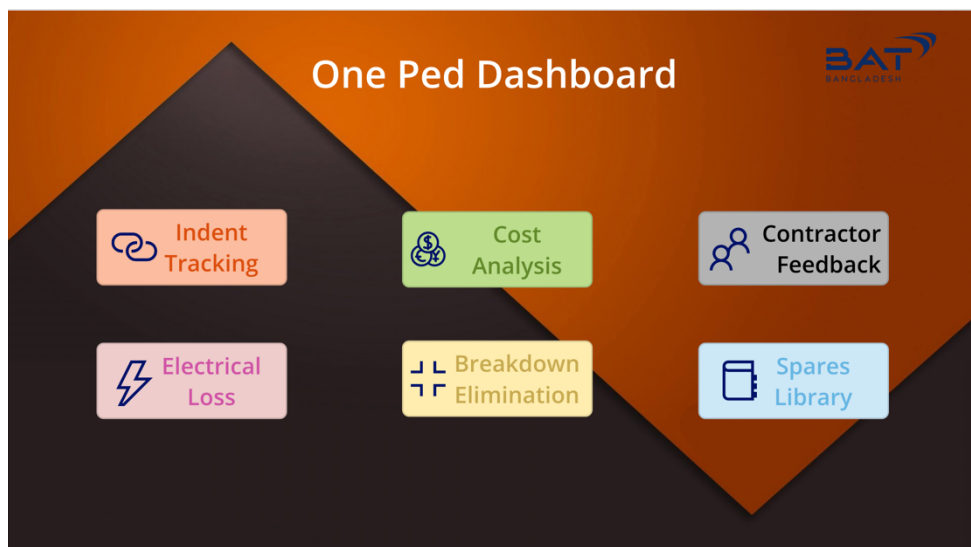 One Ped Dashboard
BAT
BANGLADESH
Indent
Tracking
Cost
Analysis
Contractor
Feedback
Electrical
Loss
Breakdown
Elimination
Spares
Library